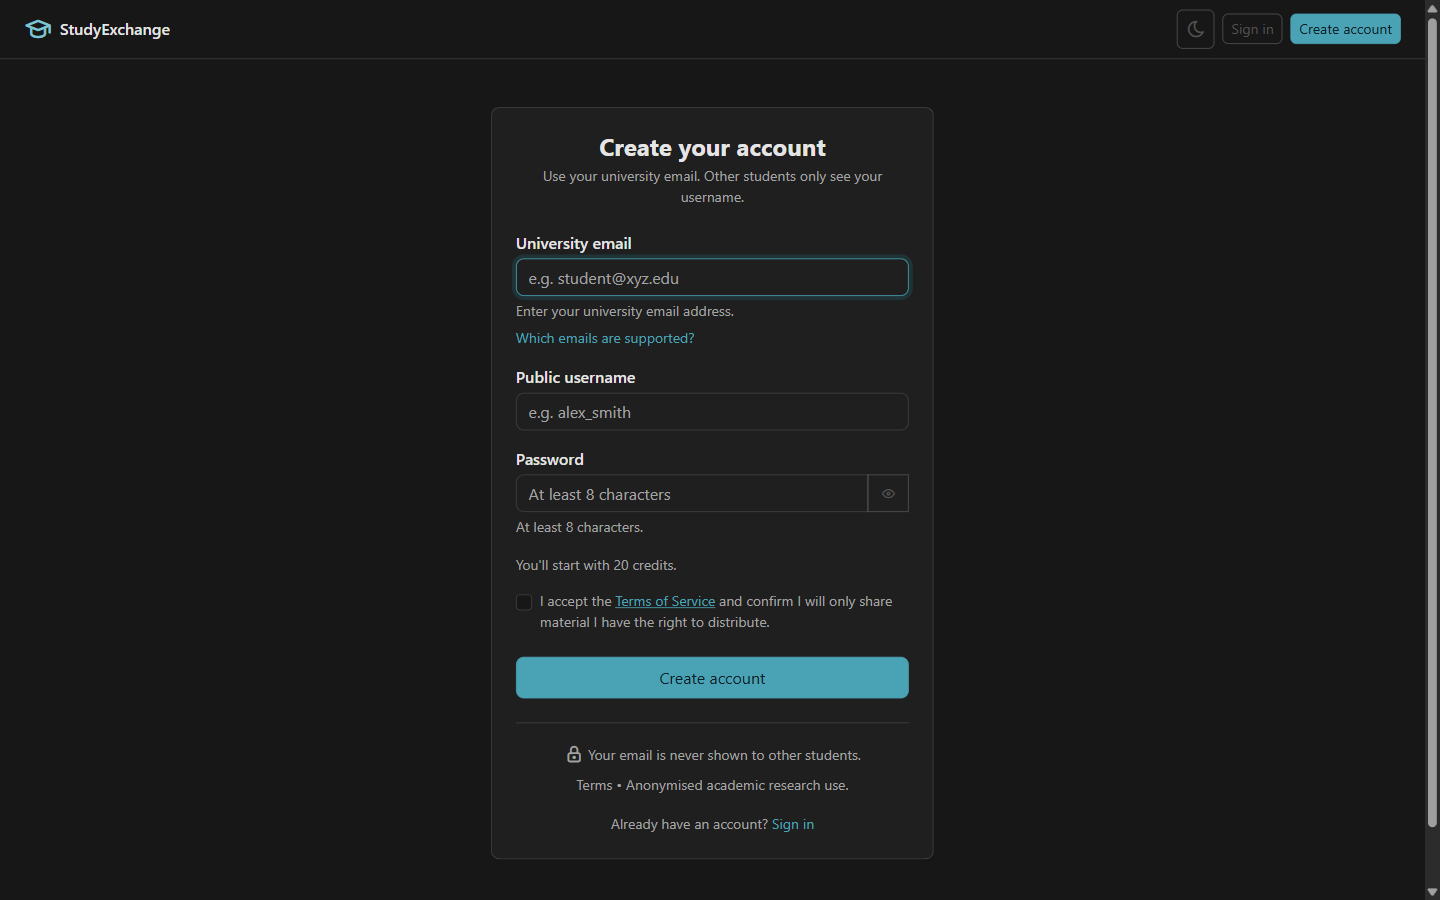 StudyExchange
Sign in
Create account
Create your account
Use your university email. Other students only see your
username.
University email
e.g. student@xyz.edu
Enter your university email address.
Which emails are supported?
Public username
e.g. alex_smith
Password
At least 8 characters
At least 8 characters.
You'll start with 20 credits.
I accept the Terms of Service and confirm I will only share
material I have the right to distribute.
Create account
Your email is never shown to other students.
Terms • Anonymised academic research use.
Already have an account? Sign in